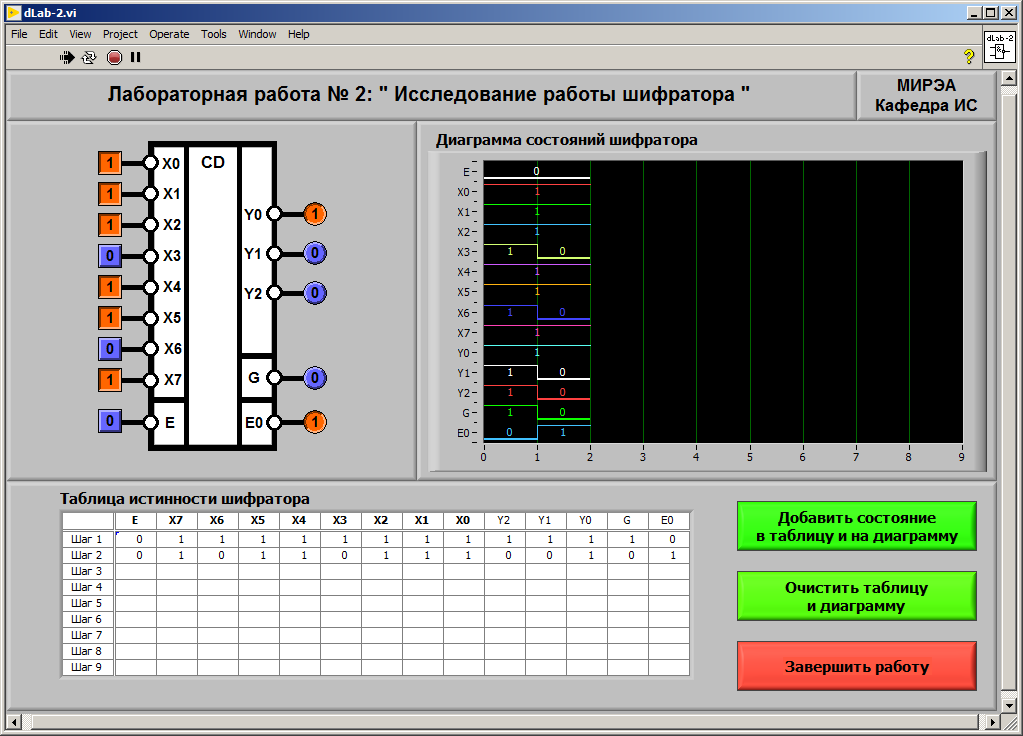 dLab-2.vi
File Edit View Project Operate Tools Window Help
? dLab-2
Лабораторная работа № 2: " Исследование работы шифратора "
МИРЭА
Кафедра ИС
CD
1 X0
1 X1
1 X2
0 X3
1 X4
1 X5
0 X6
1 X7
0 E
Y0 1
Y1 0
Y2 0
G 0
E0 1
Диаграмма состояний шифратора
E 0
X0 1
X1 1
X2 1
X3 1 0
X4 1
X5 1
X6 1 0
X7 1
Y0 1
Y1 1 0
Y2 1 0
G 1 0
E0 0 1
0 1 2 3 4 5 6 7 8 9
Таблица истинности шифратора
E X7 X6 X5 X4 X3 X2 X1 X0 Y2 Y1 Y0 G E0
Шаг 1 0 1 1 1 1 1 1 1 1 1 1 1 1 0
Шаг 2 0 1 0 1 1 0 1 1 1 0 0 1 0 1
Шаг 3
Шаг 4
Шаг 5
Шаг 6
Шаг 7
Шаг 8
Шаг 9
Добавить состояние
в таблицу и на диаграмму
Очистить таблицу
и диаграмму
Завершить работу